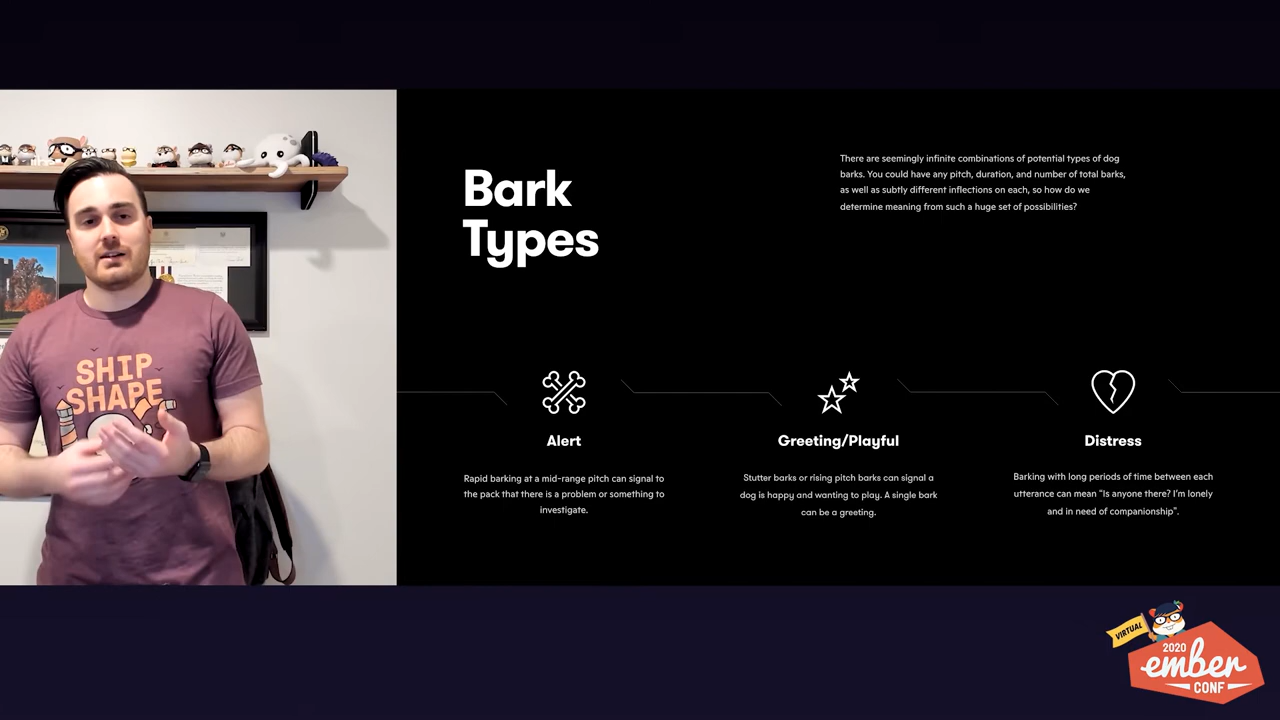 SHIP
SHAPE
Bark
Types
There are seemingly infinite combinations of potential types of dog
barks. You could have any pitch, duration, and number of total barks,
as well as subtly different inflections on each, so how do we
determine meaning from such a huge set of possibilities?
Alert
Rapid barking at a mid-range pitch can signal to
the pack that there is a problem or something to
investigate.
Greeting/Playful
Stutter barks or rising pitch barks can signal a
dog is happy and wanting to play. A single bark
can be a greeting.
Distress
Barking with long periods of time between each
utterance can mean "Is anyone there? I'm lonely
and in need of companionship".
VIRTUAL
2020
ember
CONF